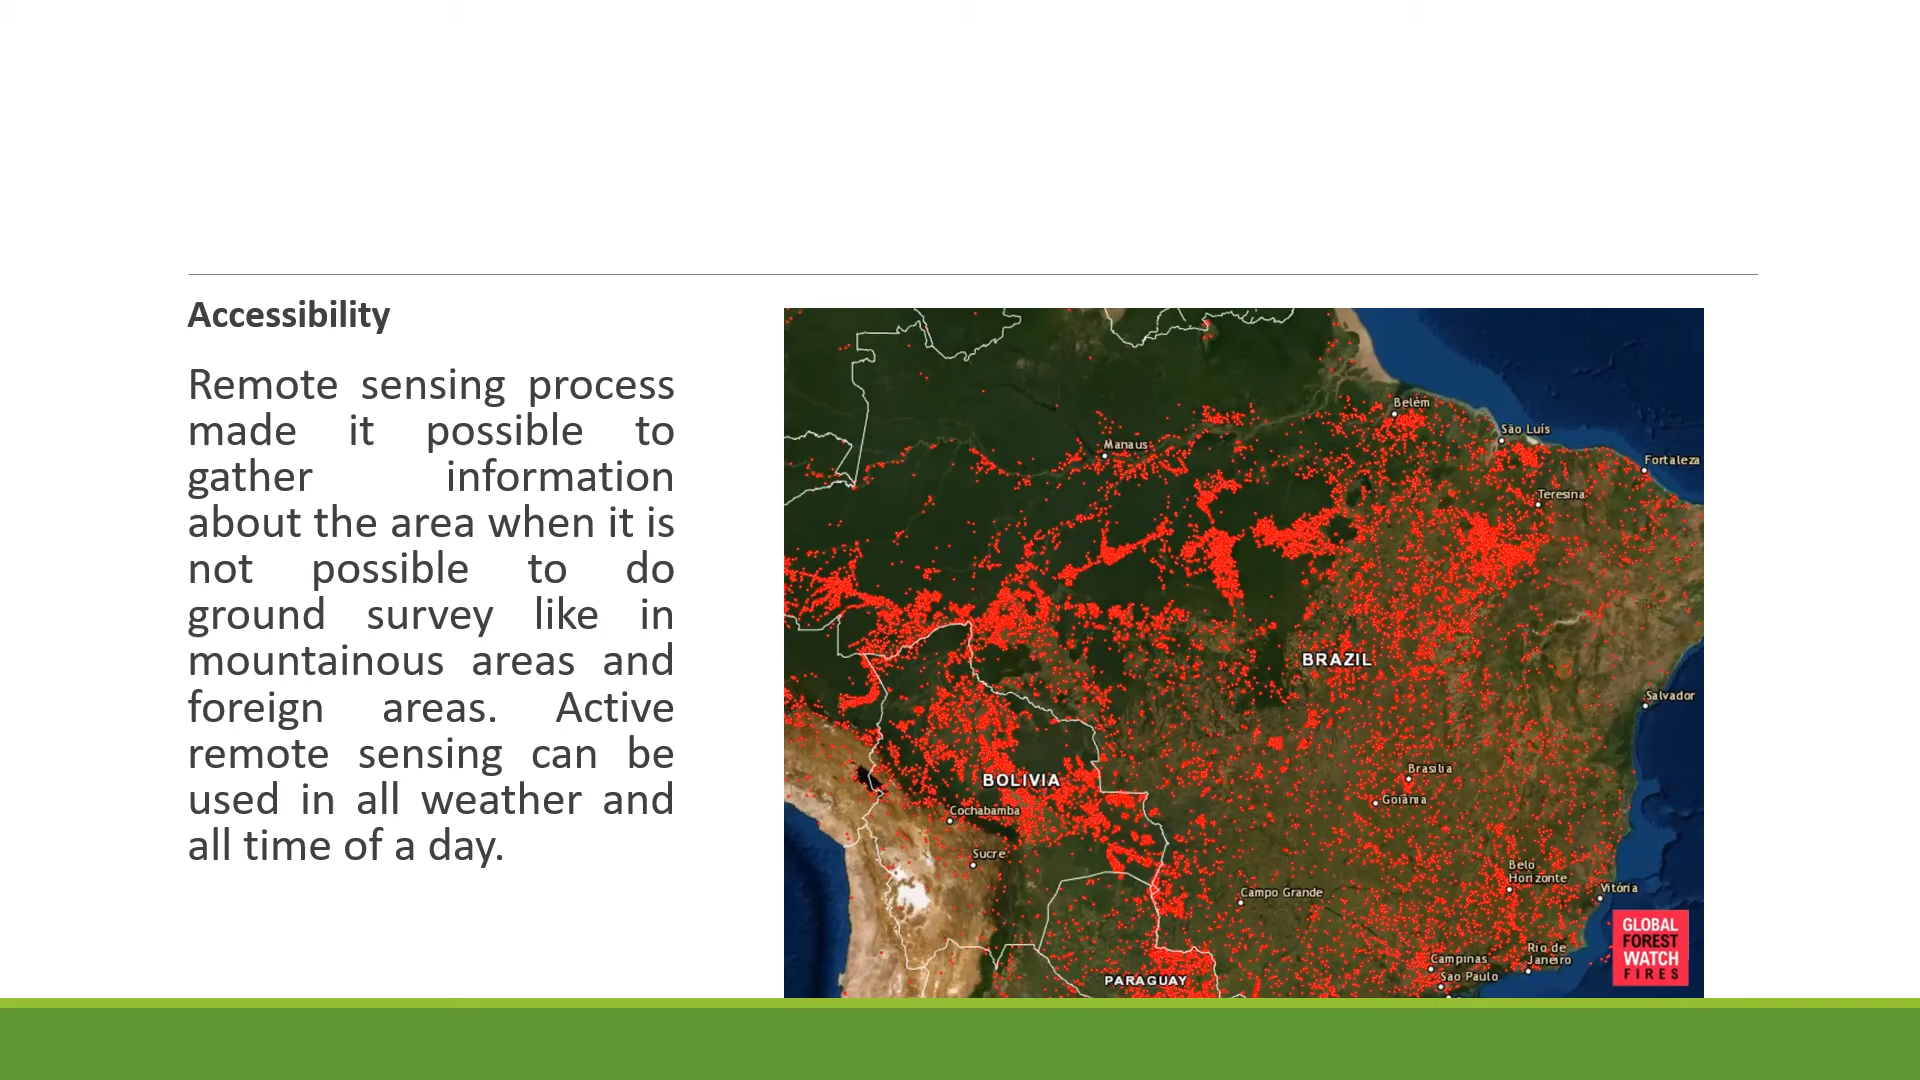 Accessibility
Remote sensing process
made it possible to
gather information
about the area when it is
not possible to do
ground survey like in
mountainous areas and
foreign areas. Active
remote sensing can be
used in all weather and
all time of a day.
Belém
São Luís
Manaus
Fortaleza
Teresina
BRAZIL
Salvador
Brasília
BOLIVIA
Goiânia
Cochabamba
Sucre
Belo
Horizonte
Vitória
Campo Grande
GLOBAL
FOREST
WATCH
FIRES
Rio de
Janeiro
Campinas
Sao Paulo
PARAGUAY